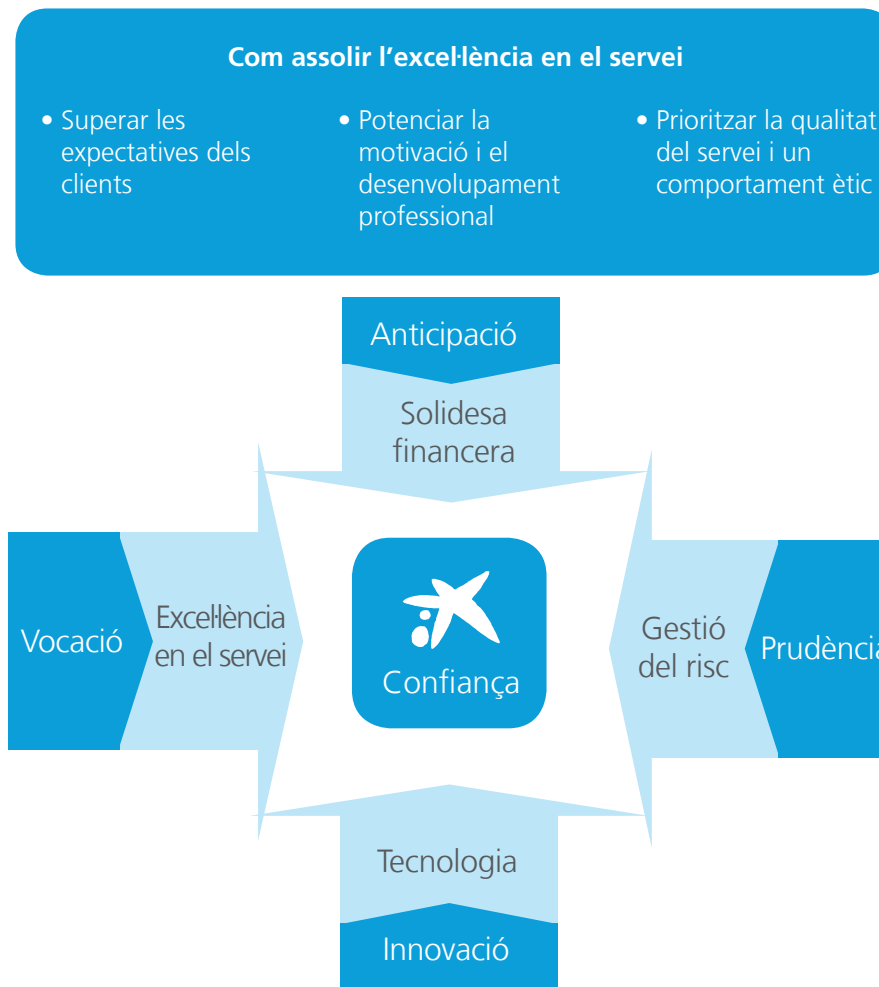 Com assolir l'excel·lència en el servei
• Superar les
expectatives dels
clients
• Potenciar la
motivació i el
desenvolupament
professional
• Prioritzar la qualitat
del servei i un
comportament ètic
Anticipació
Solidesa
financera
Vocació
Excel·lència
en el servei
Confiança
Gestió
del risc
Prudència
Tecnologia
Innovació